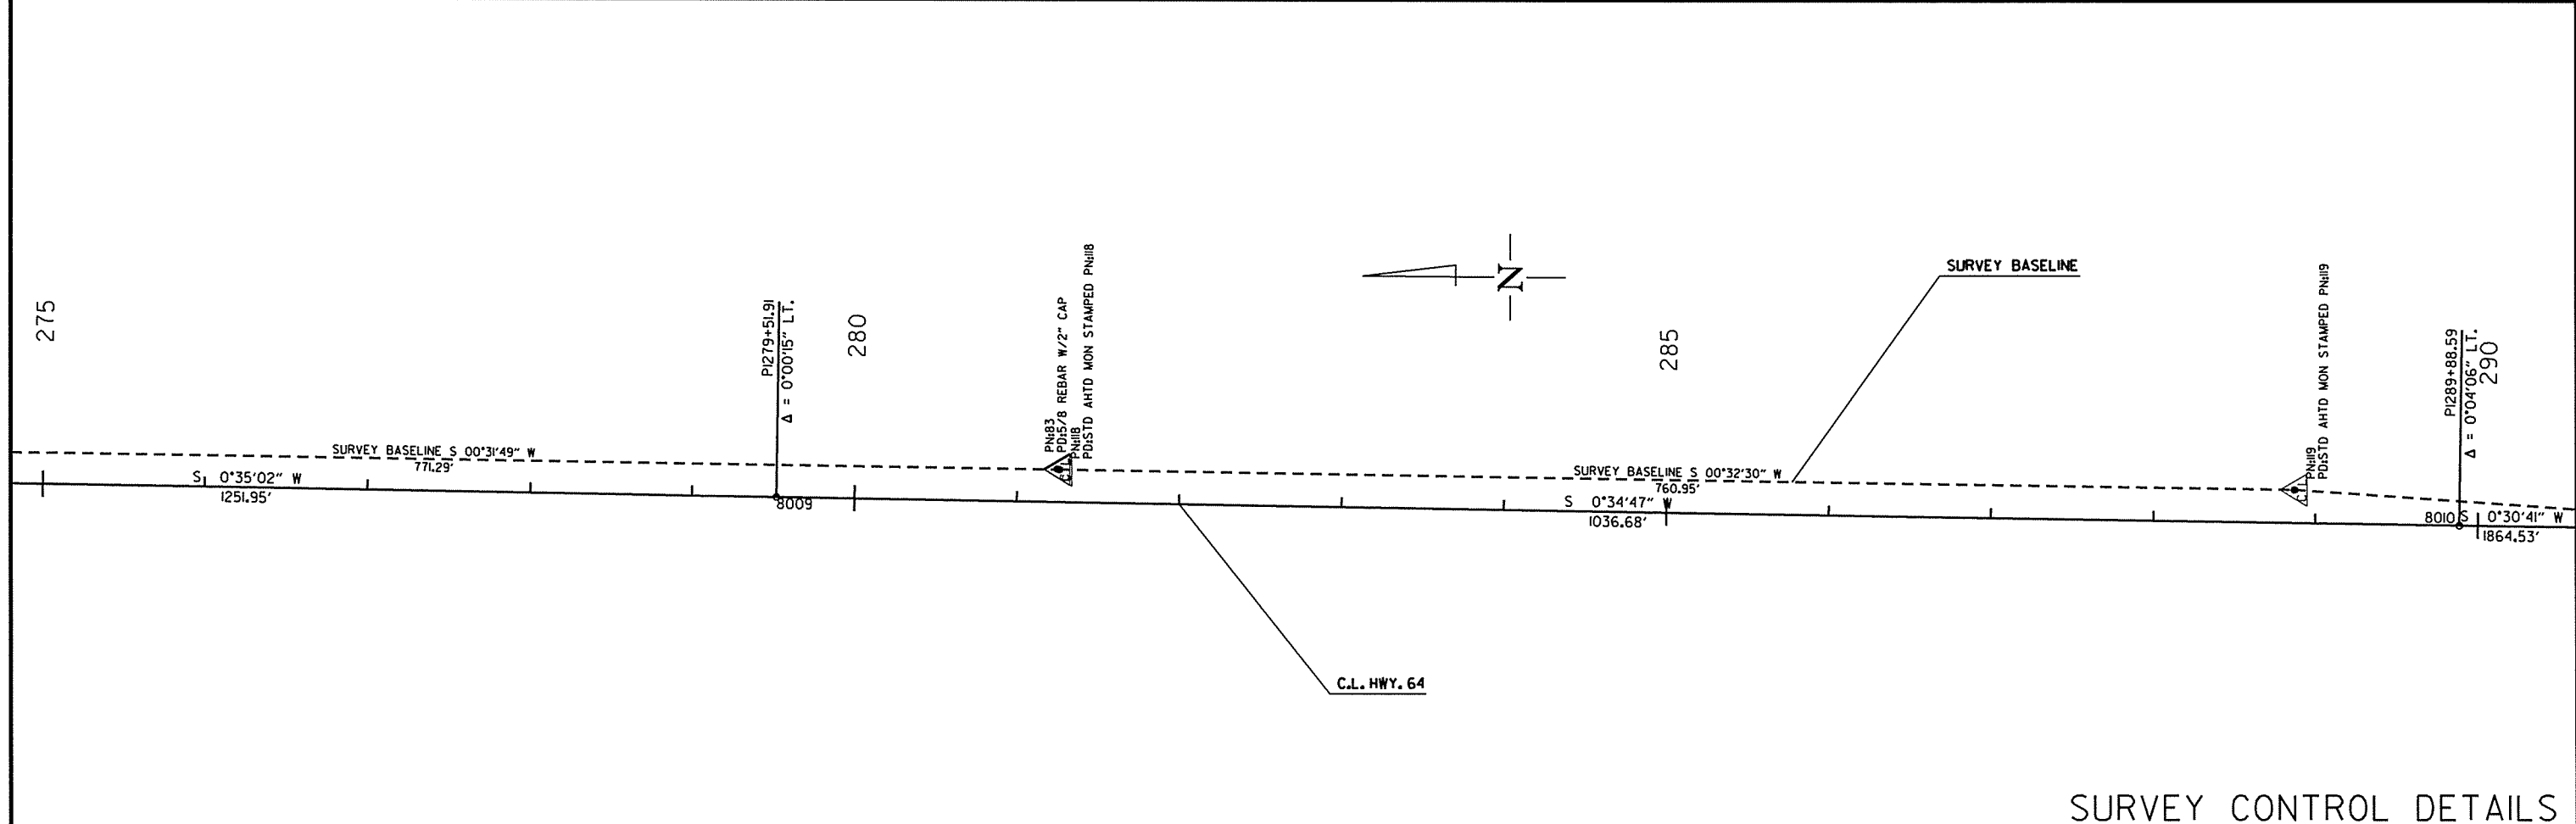 275
PI279+51.91
Δ = 0°00'15" LT.
280
PN:83
PD:5/8 REBAR W/2" CAP
PN:118
PD:STD AHTD MON STAMPED PN:118
N
285
SURVEY BASELINE
PN:119
PD:STD AHTD MON STAMPED PN:119
PI289+88.59
Δ = 0°04'06" LT.
290
SURVEY BASELINE S 00°31'49" W
771.29'
S 0°35'02" W
1251.95'
8009
SURVEY BASELINE S 00°32'30" W
760.95'
S 0°34'47" W
1036.68'
8010
S 0°30'41" W
1864.53'
C.L. HWY. 64
SURVEY CONTROL DETAILS